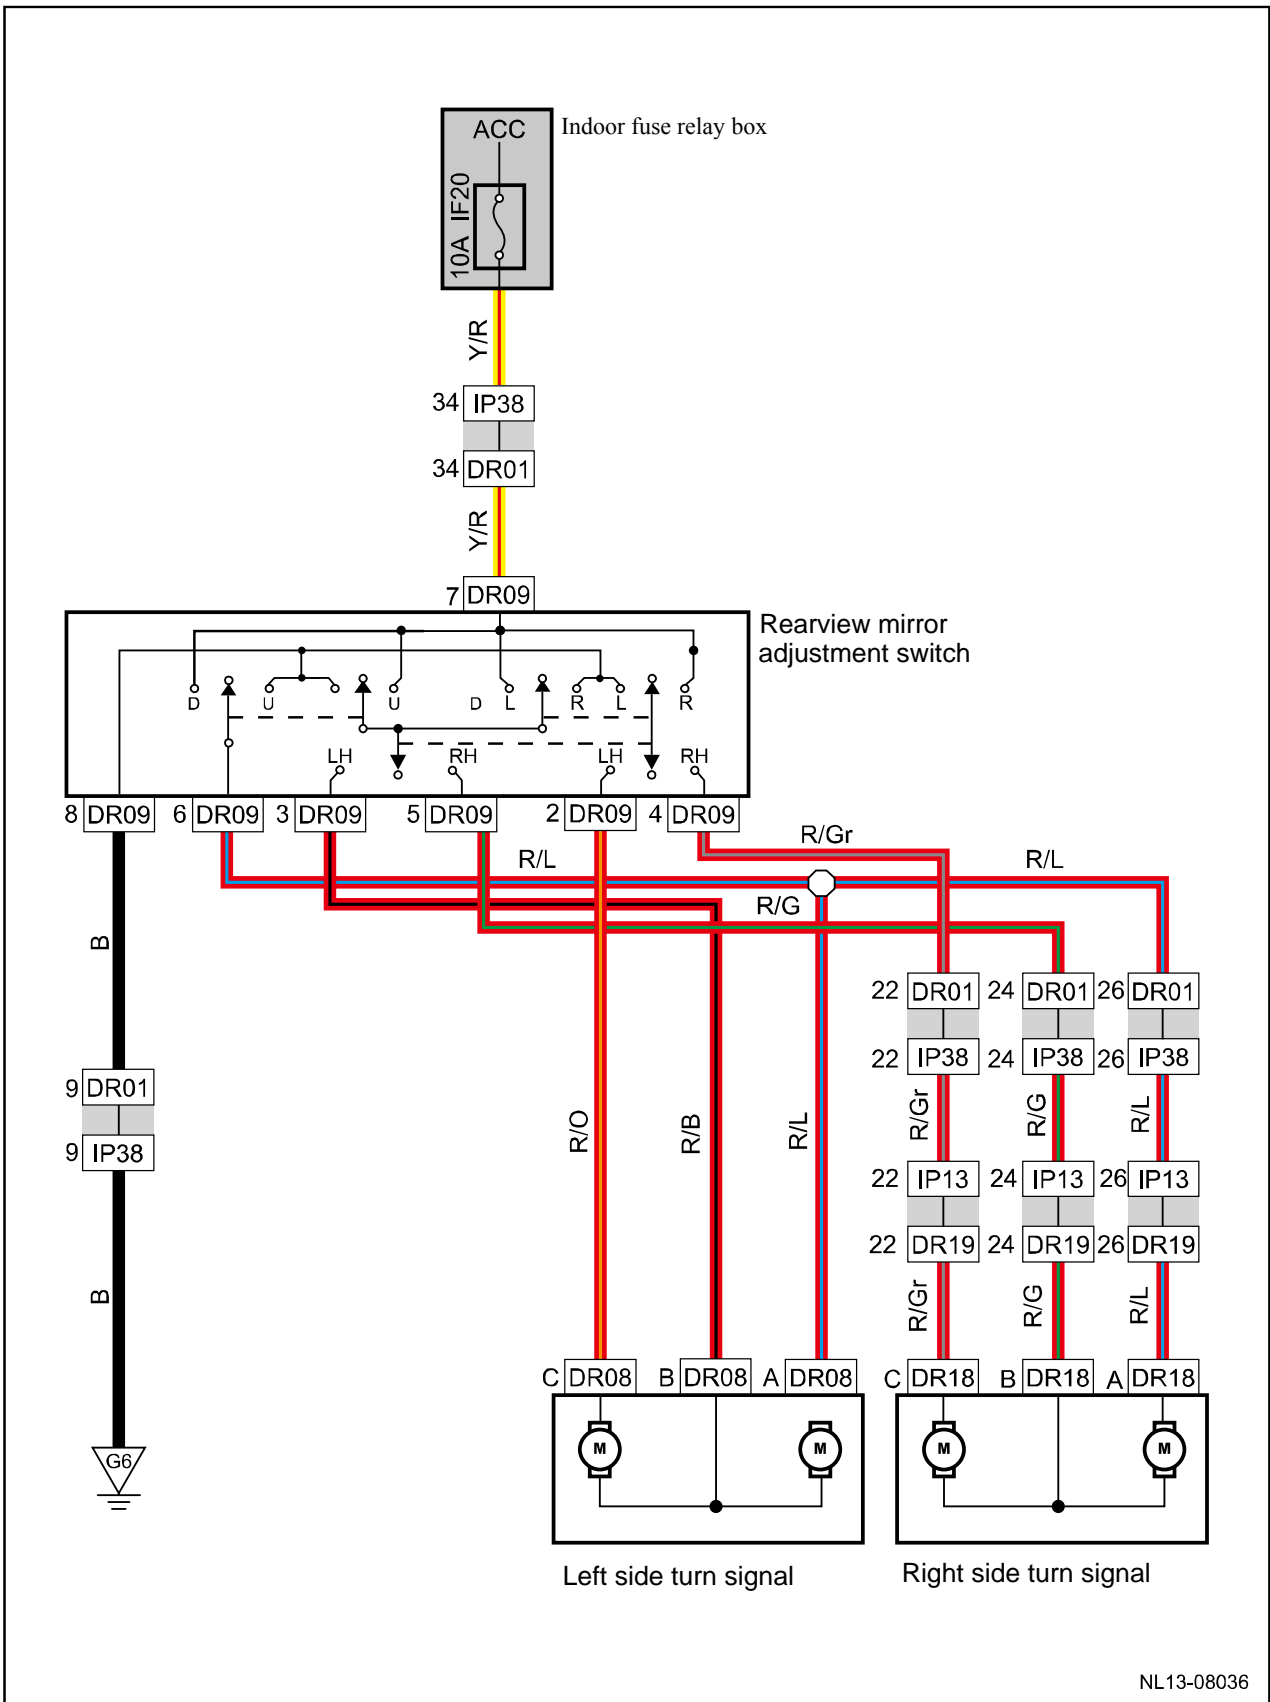 ACC
Indoor fuse relay box
10A IF20
Y/R
34 IP38
34 DR01
Y/R
7 DR09
Rearview mirror
adjustment switch
D U U D L R L R
LH RH LH RH
8 DR09 6 DR09 3 DR09 5 DR09 2 DR09 4 DR09
R/Gr
R/L R/L
R/G
B
22 DR01 24 DR01 26 DR01
22 IP38 24 IP38 26 IP38
9 DR01
9 IP38
R/O R/B R/L R/Gr R/G R/L
22 IP13 24 IP13 26 IP13
22 DR19 24 DR19 26 DR19
B
R/Gr R/G R/L
C DR08 B DR08 A DR08 C DR18 B DR18 A DR18
M M M M
G6
Left side turn signal
Right side turn signal
NL13-08036